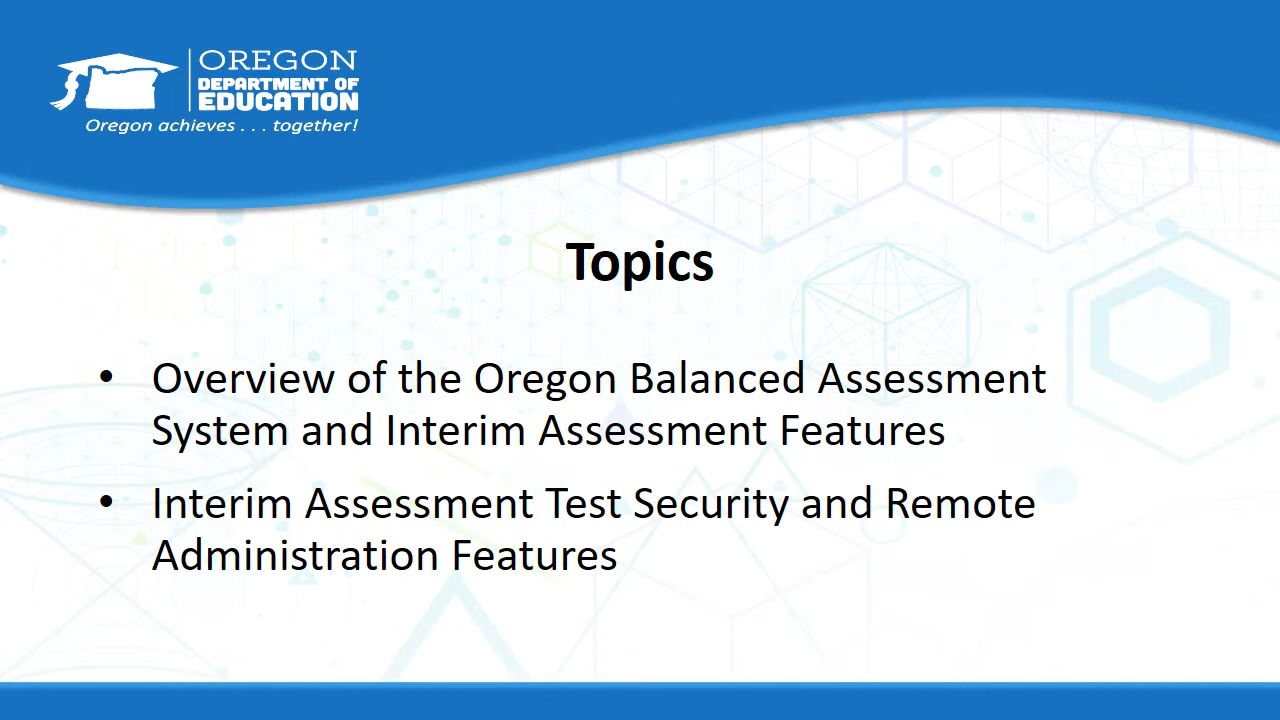 OREGON
DEPARTMENT OF
EDUCATION
Oregon achieves . . . together!
Topics
• Overview of the Oregon Balanced Assessment
System and Interim Assessment Features
• Interim Assessment Test Security and Remote
Administration Features